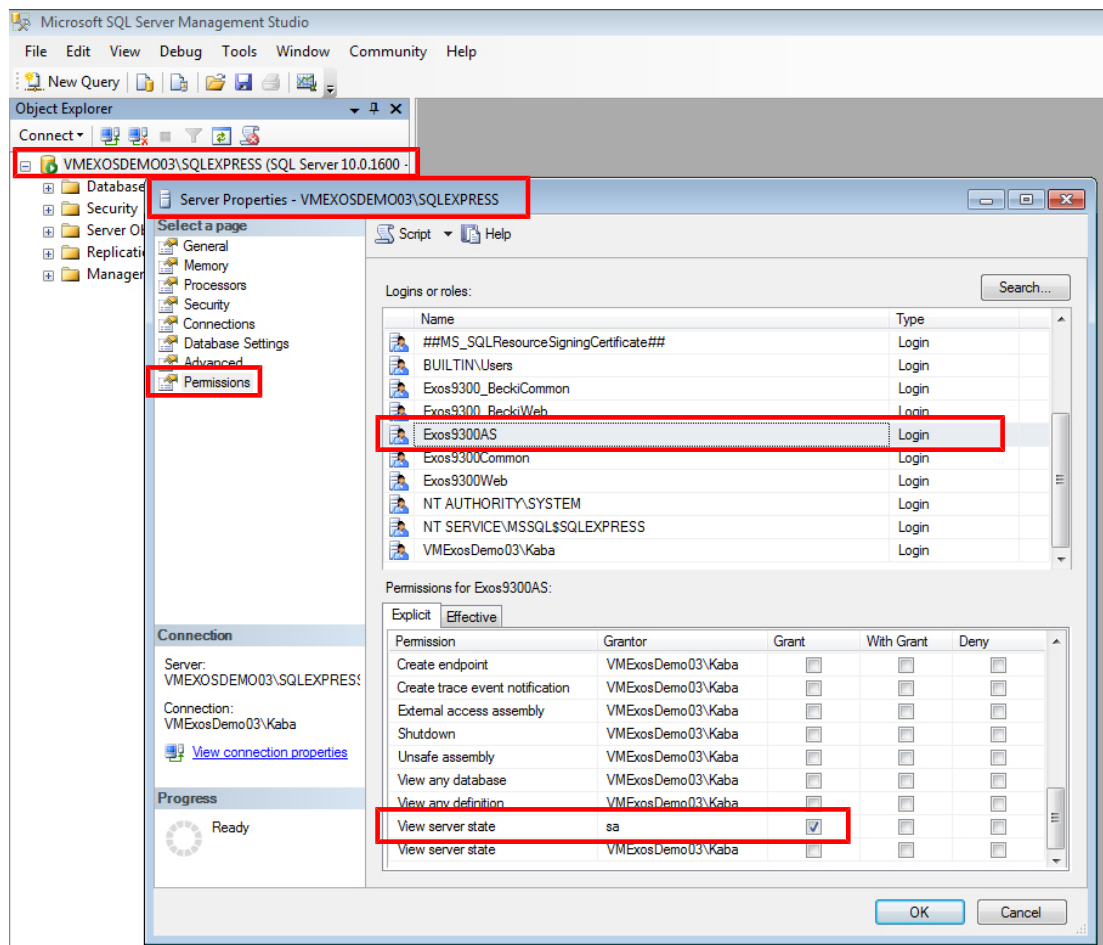 Microsoft SQL Server Management Studio
File Edit View Debug Tools Window Community Help
New Query
Object Explorer
Connect
VMEXOSDEMO03\SQLEXPRESS (SQL Server 10.0.1600 -
Database
Security
Server Ob
Replicati
Manager
Server Properties - VMEXOSDEMO03\SQLEXPRESS
Select a page
General
Memory
Processors
Security
Connections
Database Settings
Advanced
Permissions
Script Help
Logins or roles:
Search...
Name Type
##MS_SQLResourceSigningCertificate## Login
BUILTIN\Users Login
Exos9300_BeckiCommon Login
Exos9300_BeckiWeb Login
Exos9300AS Login
Exos9300Common Login
Exos9300Web Login
NT AUTHORITY\SYSTEM Login
NT SERVICE\MSSQL$SQLEXPRESS Login
VMExosDemo03\Kaba Login
Permissions for Exos9300AS:
Explicit Effective
Permission Grantor Grant With Grant Deny
Create endpoint VMExosDemo03\Kaba
Create trace event notification VMExosDemo03\Kaba
External access assembly VMExosDemo03\Kaba
Shutdown VMExosDemo03\Kaba
Unsafe assembly VMExosDemo03\Kaba
View any database VMExosDemo03\Kaba
View any definition VMExosDemo03\Kaba
View server state sa
View server state VMExosDemo03\Kaba
Connection
Server:
VMEXOSDEMO03\SQLEXPRESS
Connection:
VMExosDemo03\Kaba
View connection properties
Progress
Ready
OK Cancel